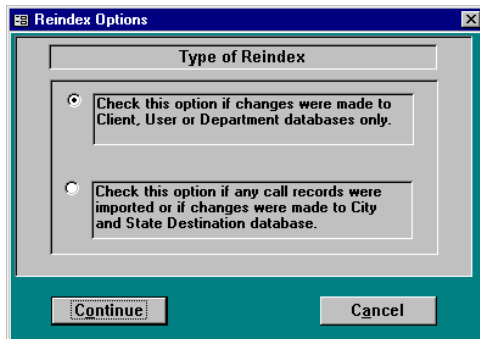 Reindex Options
Type of Reindex
Check this option if changes were made to
Client, User or Department databases only.
Check this option if any call records were
imported or if changes were made to City
and State Destination database.
Continue
Cancel